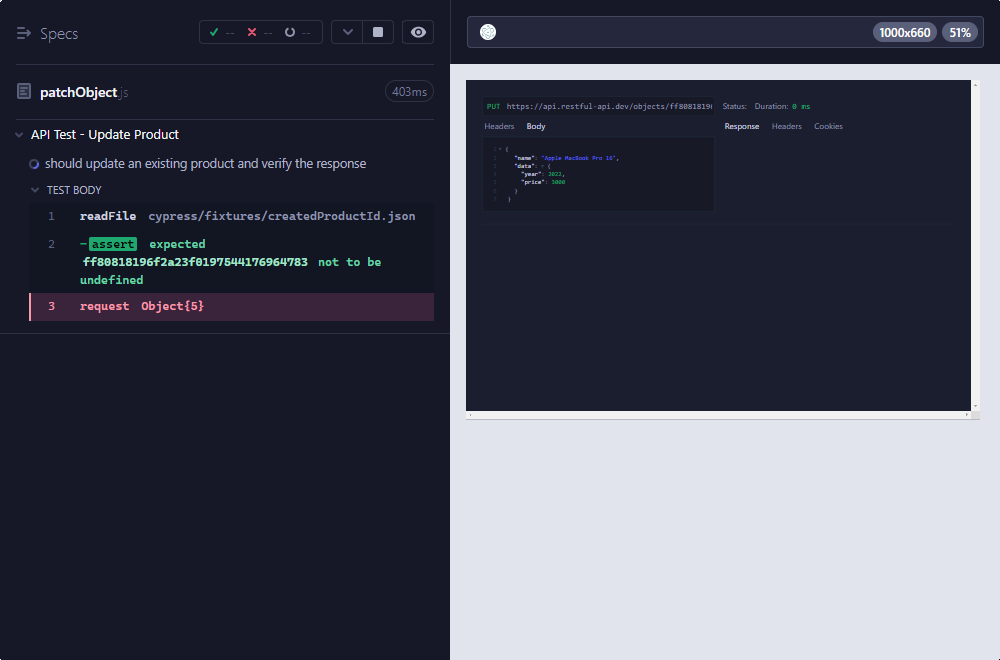 Specs
-- -- --
patchObject.js
403ms
API Test - Update Product
should update an existing product and verify the response
TEST BODY
1 readFile cypress/fixtures/createdProductId.json
2 -assert expected
ff80818196f2a23f0197544176964783 not to be
undefined
3 request Object{5}
1000x660 51%
PUT https://api.restful-api.dev/objects/ff8081819 Status: Duration: 0 ms
Headers Body Response Headers Cookies
1 {
2 "name": "Apple MacBook Pro 16",
3 "data": {
4 "year": 2022,
5 "price": 3000
6 }
7 }